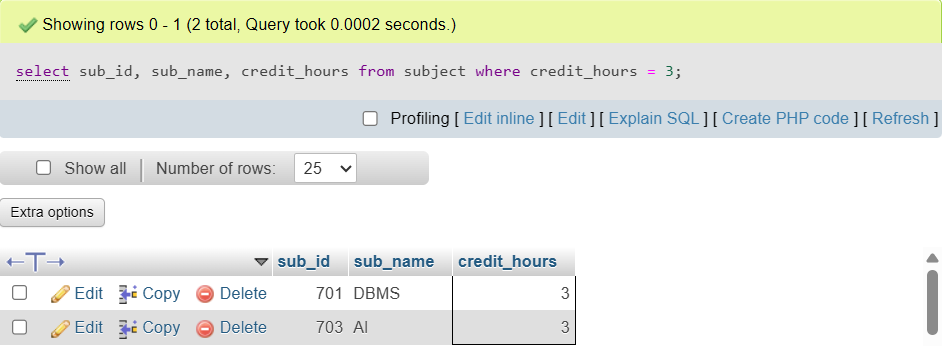 Showing rows 0 - 1 (2 total, Query took 0.0002 seconds.)
select sub_id, sub_name, credit_hours from subject where credit_hours = 3;
Profiling [ Edit inline ] [ Edit ] [ Explain SQL ] [ Create PHP code ] [ Refresh ]
Show all Number of rows: 25
Extra options
sub_id sub_name credit_hours
Edit Copy Delete 701 DBMS 3
Edit Copy Delete 703 AI 3